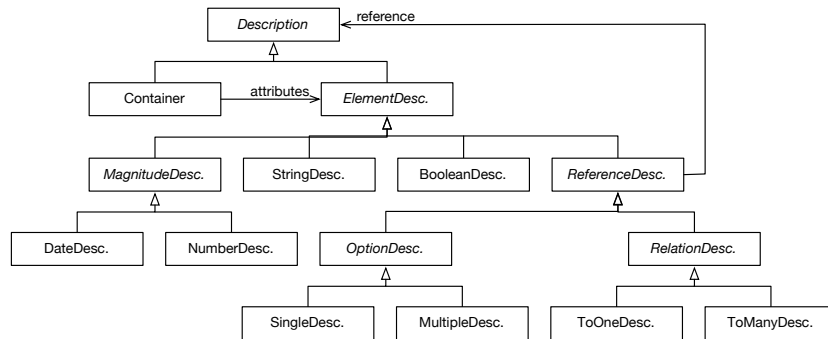 reference
Description
Container
attributes
ElementDesc.
MagnitudeDesc.
StringDesc.
BooleanDesc.
ReferenceDesc.
DateDesc.
NumberDesc.
OptionDesc.
RelationDesc.
SingleDesc.
MultipleDesc.
ToOneDesc.
ToManyDesc.